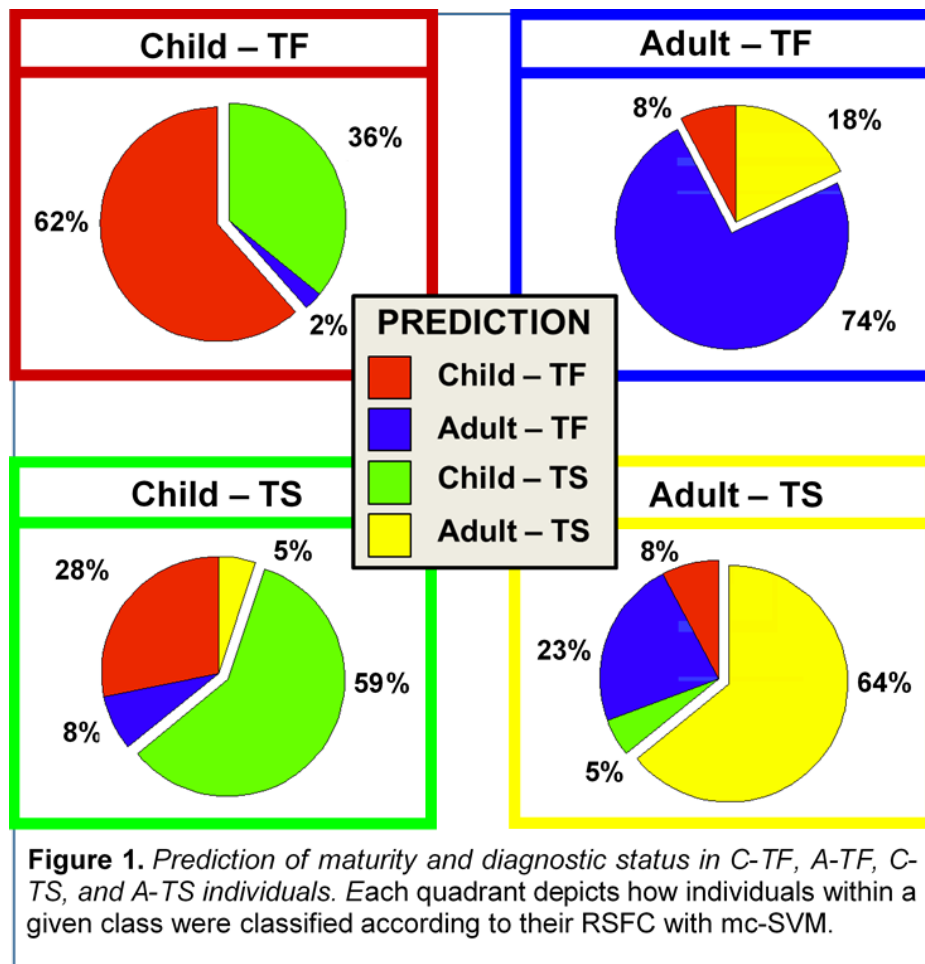 Child – TF
36%
62%
2%
Adult – TF
8%
18%
74%
PREDICTION
Child – TF
Adult – TF
Child – TS
Adult – TS
Child – TS
5%
28%
59%
8%
Adult – TS
8%
23%
64%
5%
Figure 1. Prediction of maturity and diagnostic status in C-TF, A-TF, C-
TS, and A-TS individuals. Each quadrant depicts how individuals within a
given class were classified according to their RSFC with mc-SVM.